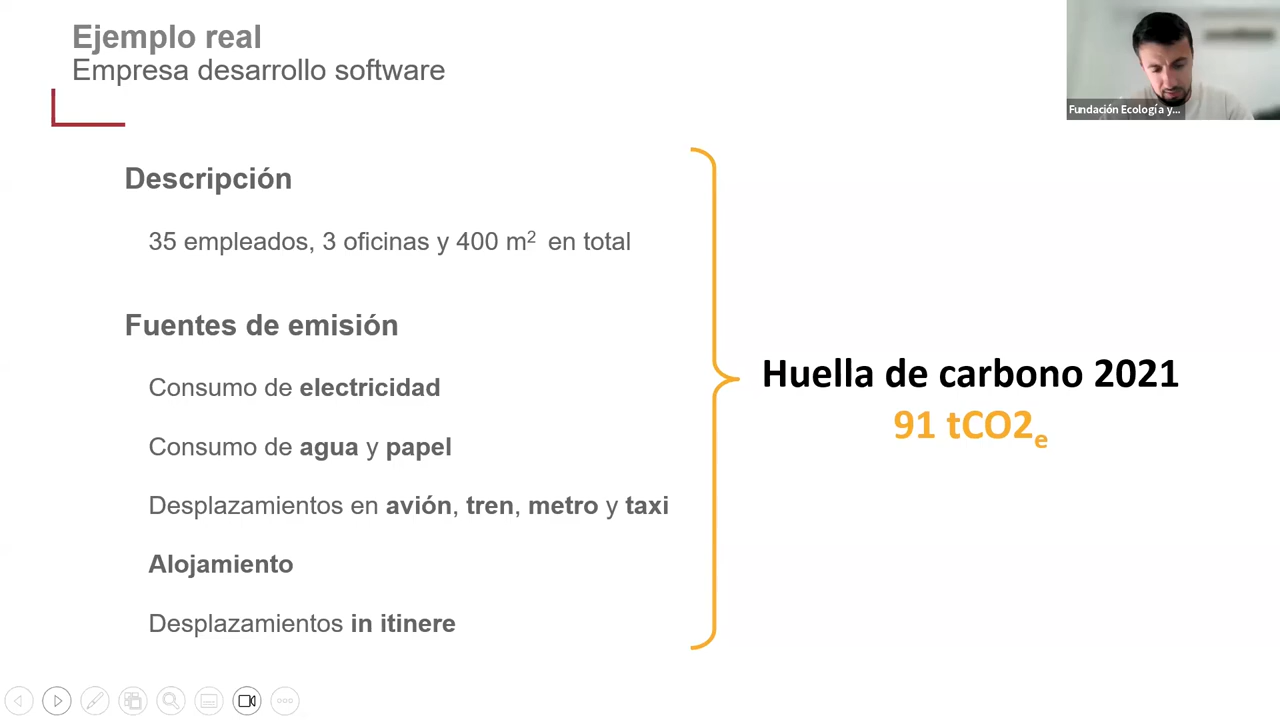 Ejemplo real
Empresa desarrollo software
Fundación Ecología y...
Descripción
35 empleados, 3 oficinas y 400 m² en total
Fuentes de emisión
Consumo de electricidad
Consumo de agua y papel
Desplazamientos en avión, tren, metro y taxi
Alojamiento
Desplazamientos in itinere
Huella de carbono 2021
91 tCO2e